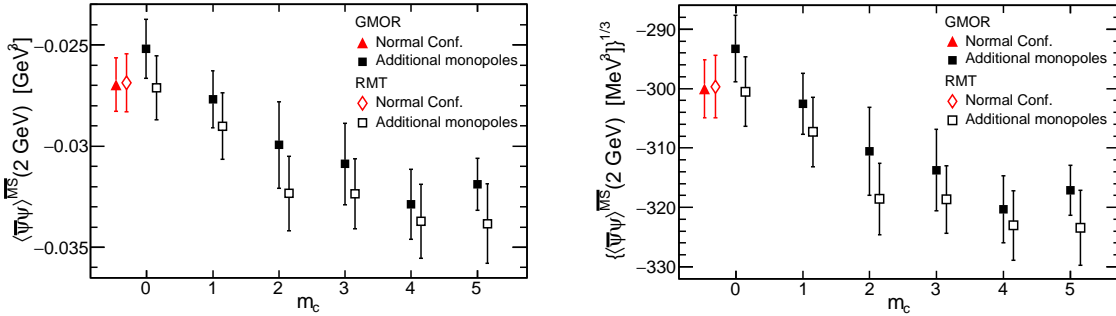 GMOR
Normal Conf.
Additional monopoles
RMT
Normal Conf.
Additional monopoles
−0.025
−0.03
−0.035
⟨ψ̄ψ⟩^M̅S̅ (2 GeV) [GeV³]
0 1 2 3 4 5
m_c
GMOR
Normal Conf.
Additional monopoles
RMT
Normal Conf.
Additional monopoles
−290
−300
−310
−320
−330
{⟨ψ̄ψ⟩^M̅S̅ (2 GeV) [MeV³]}^1/3
0 1 2 3 4 5
m_c